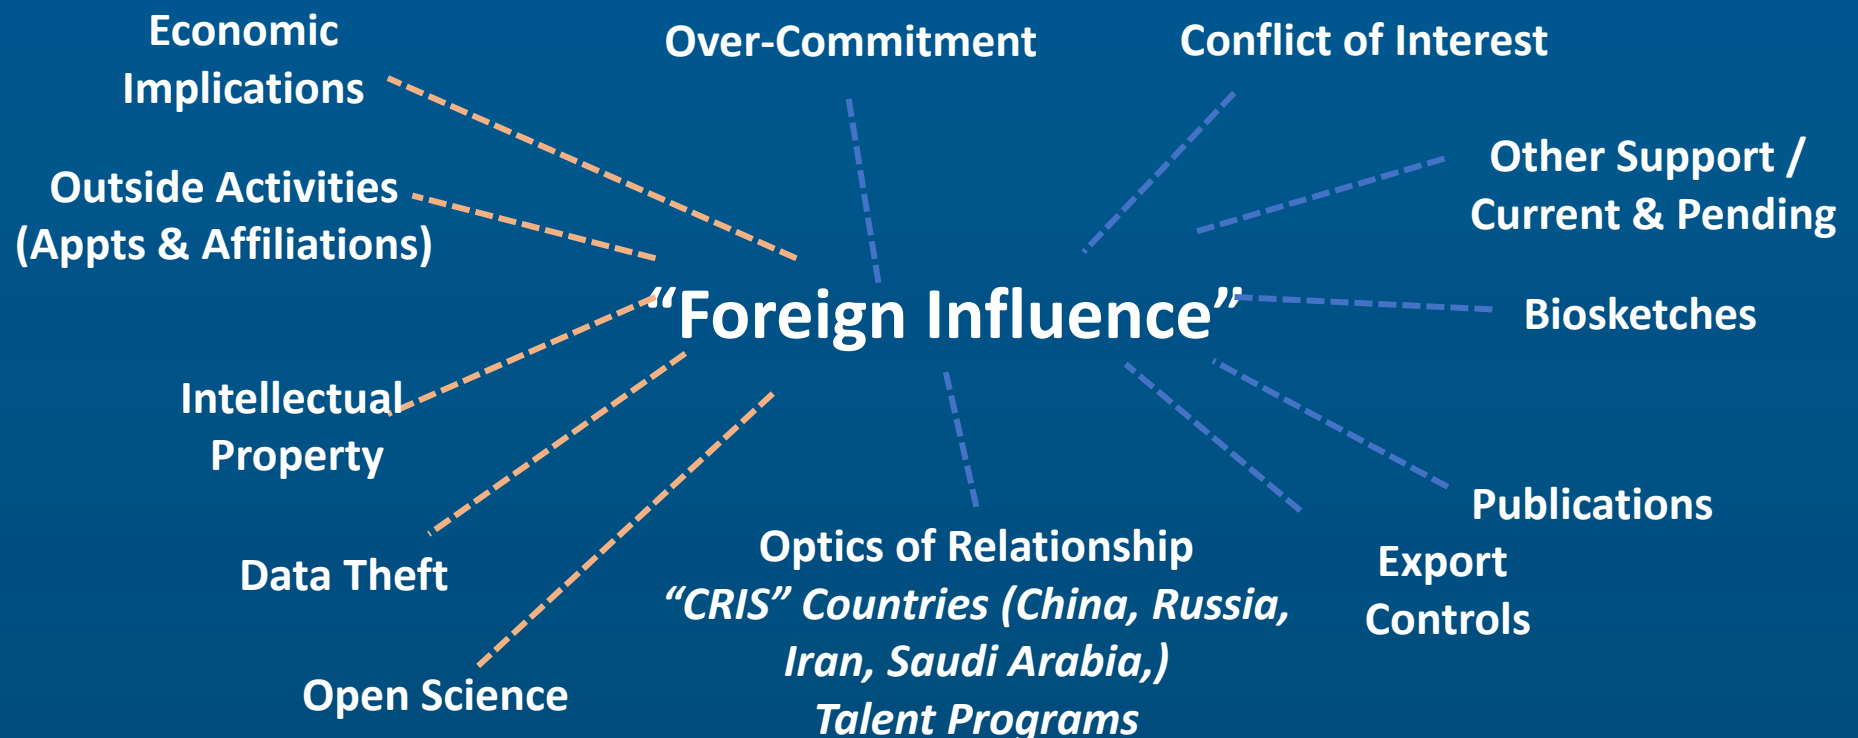 Economic
Implications
Over-Commitment
Conflict of Interest
Outside Activities
(Appts & Affiliations)
Other Support /
Current & Pending
“Foreign Influence”
Biosketches
Intellectual
Property
Data Theft
Open Science
Optics of Relationship
“CRIS” Countries (China, Russia,
Iran, Saudi Arabia,)
Talent Programs
Publications
Export
Controls